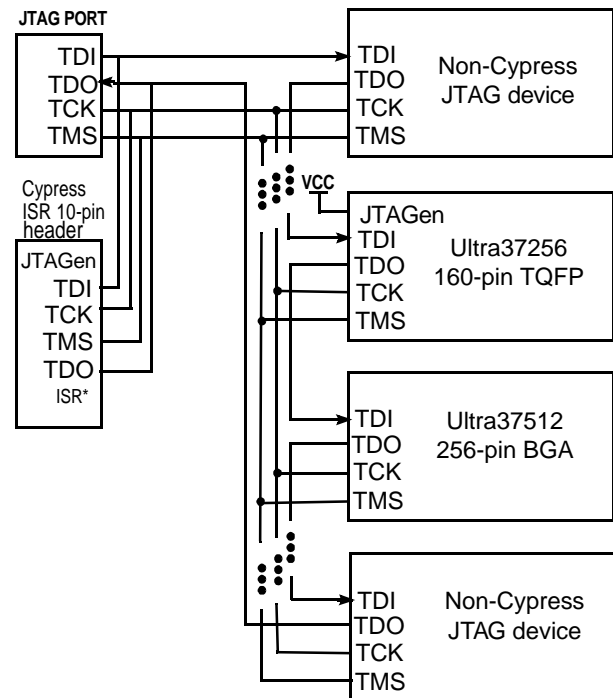 JTAG PORT
TDI
TDO
TCK
TMS
Cypress
ISR 10-pin
header
JTAGen
TDI
TCK
TMS
TDO
ISR*
TDI
TDO
TCK
TMS
Non-Cypress
JTAG device
VCC
JTAGen
TDI
TDO
TCK
TMS
Ultra37256
160-pin TQFP
TDI
TDO
TCK
TMS
Ultra37512
256-pin BGA
TDI
TDO
TCK
TMS
Non-Cypress
JTAG device